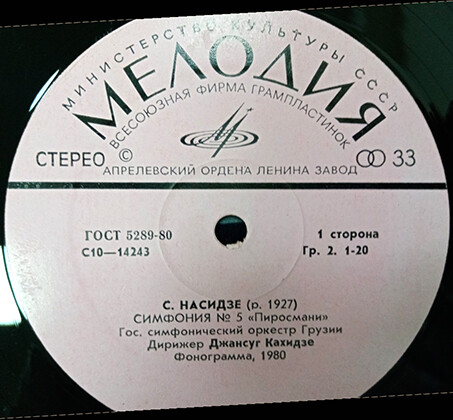 МИНИСТЕРСТВО КУЛЬТУРЫ СССР
МЕЛОДИЯ
ВСЕСОЮЗНАЯ ФИРМА ГРАМПЛАСТИНОК
СТЕРЕО © 33
АПРЕЛЕВСКИЙ ОРДЕНА ЛЕНИНА ЗАВОД
ГОСТ 5289-80 1 сторона
С10—14243 Гр. 2. 1-20
С. НАСИДЗЕ (р. 1927)
СИМФОНИЯ № 5 «Пиросмани»
Гос. симфонический оркестр Грузии
Дирижер Джансуг Кахидзе
Фонограмма, 1980